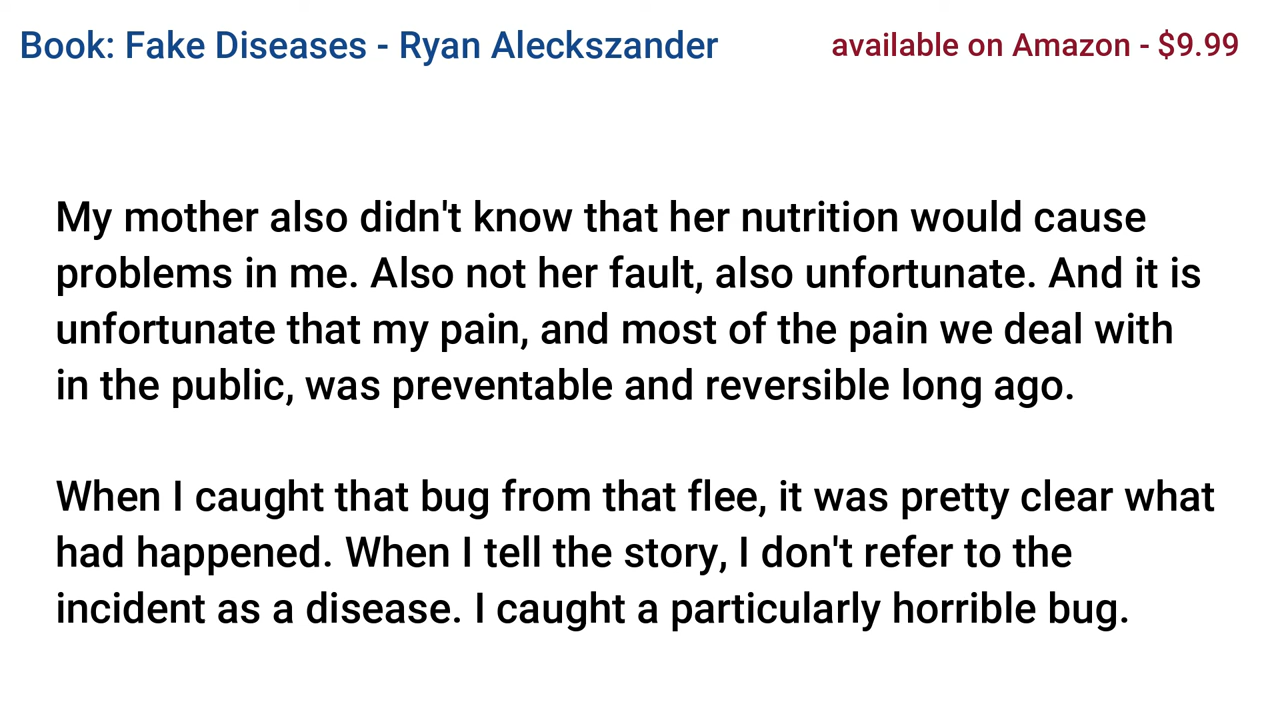 Book: Fake Diseases - Ryan Aleckszander
available on Amazon - $9.99
My mother also didn't know that her nutrition would cause
problems in me. Also not her fault, also unfortunate. And it is
unfortunate that my pain, and most of the pain we deal with
in the public, was preventable and reversible long ago.
When I caught that bug from that flee, it was pretty clear what
had happened. When I tell the story, I don't refer to the
incident as a disease. I caught a particularly horrible bug.